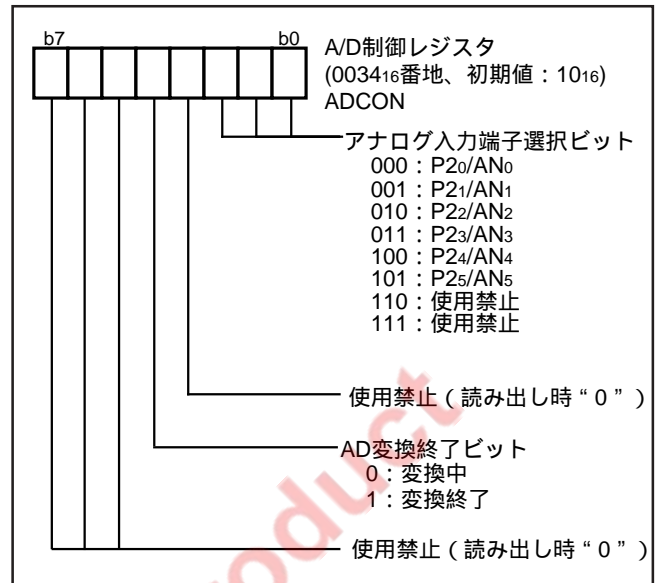 b7 b0
A/D制御レジスタ
(003416番地、初期値：1016)
ADCON
アナログ入力端子選択ビット
000：P20/AN0
001：P21/AN1
010：P22/AN2
011：P23/AN3
100：P24/AN4
101：P25/AN5
110：使用禁止
111：使用禁止
使用禁止（読み出し時“0”）
AD変換終了ビット
0：変換中
1：変換終了
使用禁止（読み出し時“0”）